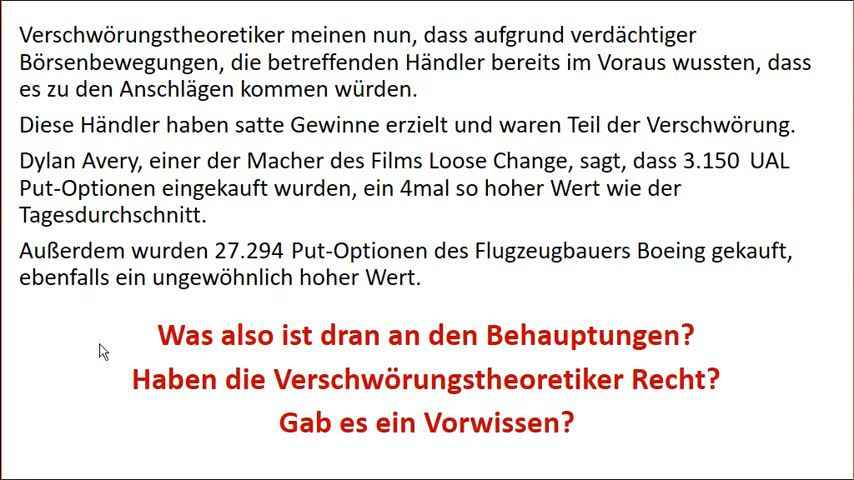 Verschwörungstheoretiker meinen nun, dass aufgrund verdächtiger
Börsenbewegungen, die betreffenden Händler bereits im Voraus wussten, dass
es zu den Anschlägen kommen würden.
Diese Händler haben satte Gewinne erzielt und waren Teil der Verschwörung.
Dylan Avery, einer der Macher des Films Loose Change, sagt, dass 3.150 UAL
Put-Optionen eingekauft wurden, ein 4mal so hoher Wert wie der
Tagesdurchschnitt.
Außerdem wurden 27.294 Put-Optionen des Flugzeugbauers Boeing gekauft,
ebenfalls ein ungewöhnlich hoher Wert.
Was also ist dran an den Behauptungen?
Haben die Verschwörungstheoretiker Recht?
Gab es ein Vorwissen?